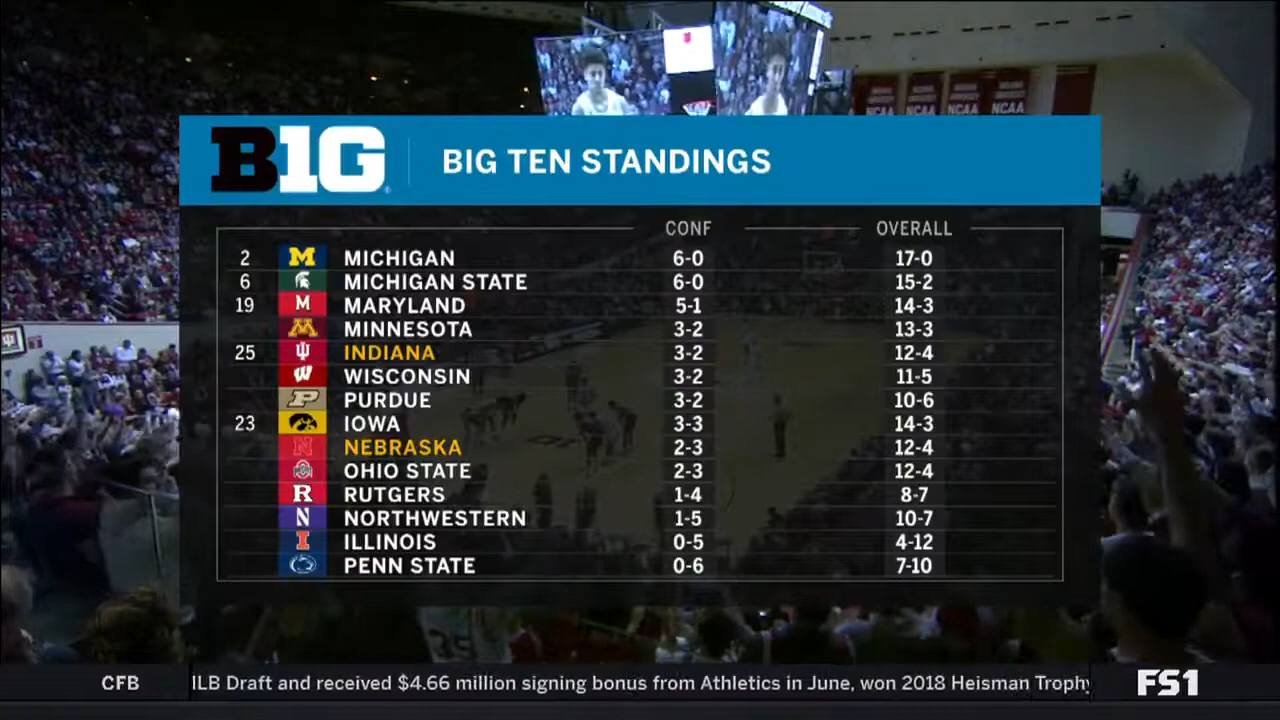 NCAA NCAA NCAA NCAA
B1G BIG TEN STANDINGS
CONF OVERALL
2 M MICHIGAN 6-0 17-0
6 MICHIGAN STATE 6-0 15-2
19 M MARYLAND 5-1 14-3
M MINNESOTA 3-2 13-3
25 INDIANA 3-2 12-4
W WISCONSIN 3-2 11-5
P PURDUE 3-2 10-6
23 IOWA 3-3 14-3
N NEBRASKA 2-3 12-4
OHIO STATE 2-3 12-4
R RUTGERS 1-4 8-7
N NORTHWESTERN 1-5 10-7
I ILLINOIS 0-5 4-12
PENN STATE 0-6 7-10
CFB ILB Draft and received $4.66 million signing bonus from Athletics in June, won 2018 Heisman Trophy FS1